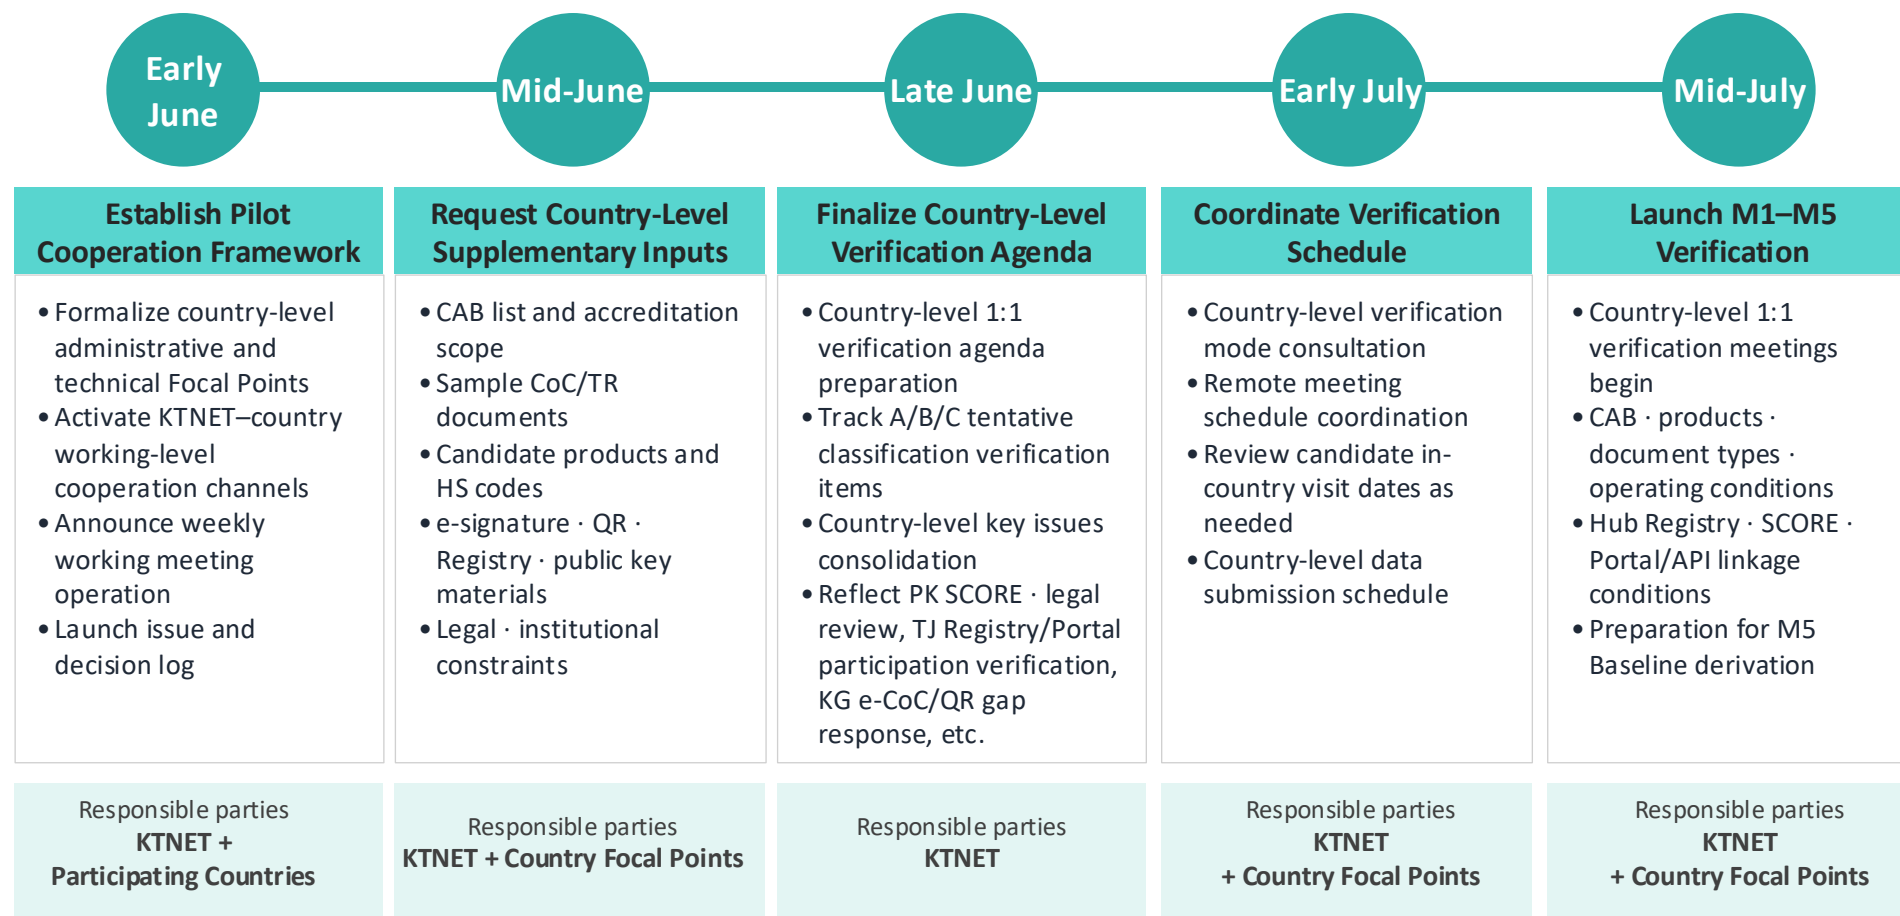 Early
June
Mid-June
Late June
Early July
Mid-July
Establish Pilot
Cooperation Framework
• Formalize country-level
administrative and
technical Focal Points
• Activate KTNET–country
working-level
cooperation channels
• Announce weekly
working meeting
operation
• Launch issue and
decision log
Responsible parties
KTNET +
Participating Countries
Request Country-Level
Supplementary Inputs
• CAB list and accreditation
scope
• Sample CoC/TR
documents
• Candidate products and
HS codes
• e-signature · QR ·
Registry · public key
materials
• Legal · institutional
constraints
Responsible parties
KTNET + Country Focal Points
Finalize Country-Level
Verification Agenda
• Country-level 1:1
verification agenda
preparation
• Track A/B/C tentative
classification verification
items
• Country-level key issues
consolidation
• Reflect PK SCORE · legal
review, TJ Registry/Portal
participation verification,
KG e-CoC/QR gap
response, etc.
Responsible parties
KTNET
Coordinate Verification
Schedule
• Country-level verification
mode consultation
• Remote meeting
schedule coordination
• Review candidate in-
country visit dates as
needed
• Country-level data
submission schedule
Responsible parties
KTNET
+ Country Focal Points
Launch M1–M5
Verification
• Country-level 1:1
verification meetings
begin
• CAB · products ·
document types ·
operating conditions
• Hub Registry · SCORE ·
Portal/API linkage
conditions
• Preparation for M5
Baseline derivation
Responsible parties
KTNET
+ Country Focal Points